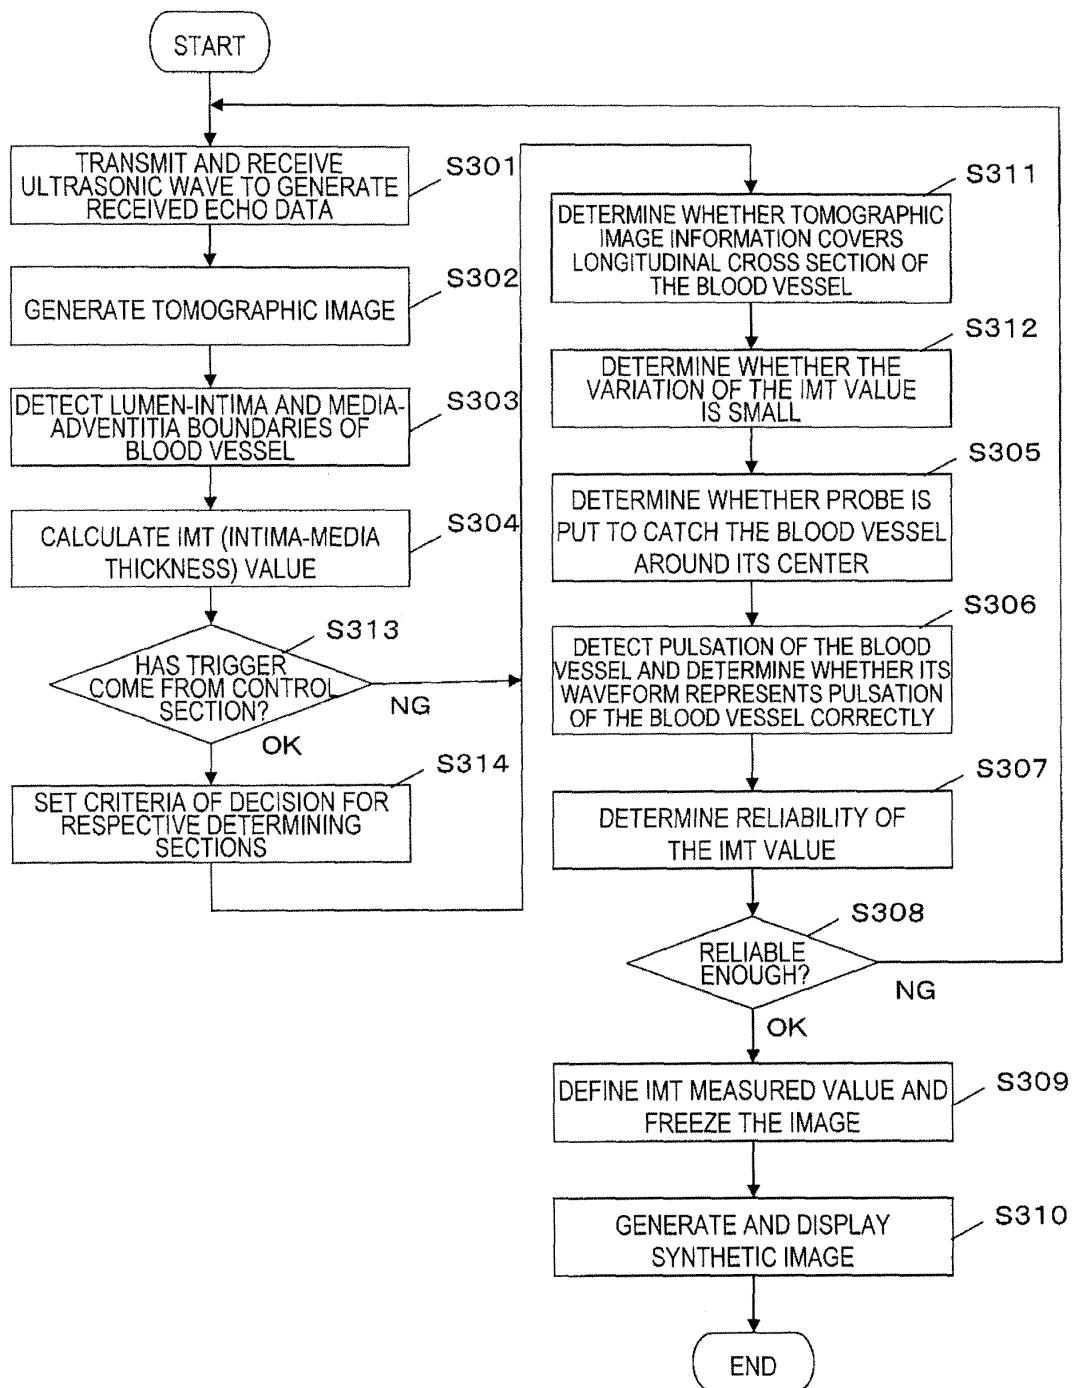 START
TRANSMIT AND RECEIVE
ULTRASONIC WAVE TO GENERATE
RECEIVED ECHO DATA
S301
GENERATE TOMOGRAPHIC IMAGE
S302
DETECT LUMEN-INTIMA AND MEDIA-
ADVENTITIA BOUNDARIES OF
BLOOD VESSEL
S303
CALCULATE IMT (INTIMA-MEDIA
THICKNESS) VALUE
S304
S313
HAS TRIGGER
COME FROM CONTROL
SECTION?
NG
OK
S314
SET CRITERIA OF DECISION FOR
RESPECTIVE DETERMINING
SECTIONS
S311
DETERMINE WHETHER TOMOGRAPHIC
IMAGE INFORMATION COVERS
LONGITUDINAL CROSS SECTION OF
THE BLOOD VESSEL
S312
DETERMINE WHETHER THE
VARIATION OF THE IMT VALUE
IS SMALL
S305
DETERMINE WHETHER PROBE IS
PUT TO CATCH THE BLOOD VESSEL
AROUND ITS CENTER
S306
DETECT PULSATION OF THE BLOOD
VESSEL AND DETERMINE WHETHER ITS
WAVEFORM REPRESENTS PULSATION
OF THE BLOOD VESSEL CORRECTLY
S307
DETERMINE RELIABILITY OF
THE IMT VALUE
S308
RELIABLE
ENOUGH?
NG
OK
DEFINE IMT MEASURED VALUE AND
FREEZE THE IMAGE
S309
GENERATE AND DISPLAY
SYNTHETIC IMAGE
S310
END